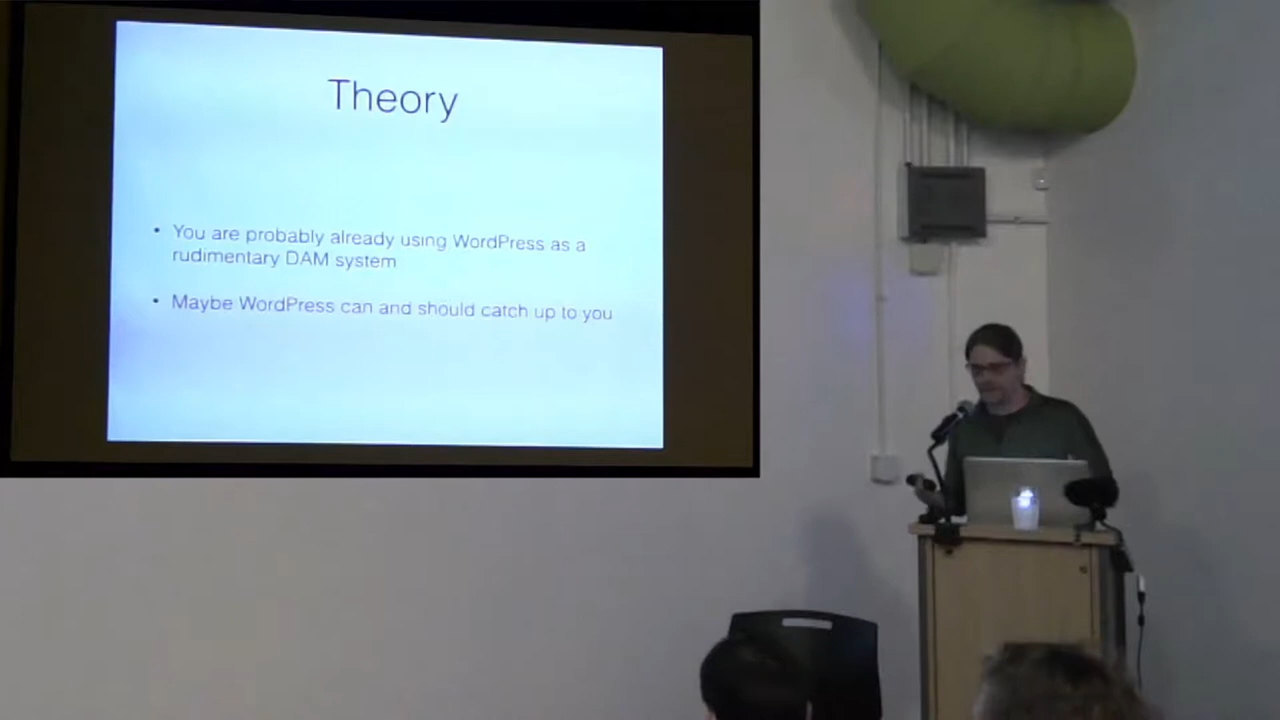 Theory
• You are probably already using WordPress as a
rudimentary DAM system
• Maybe WordPress can and should catch up to you